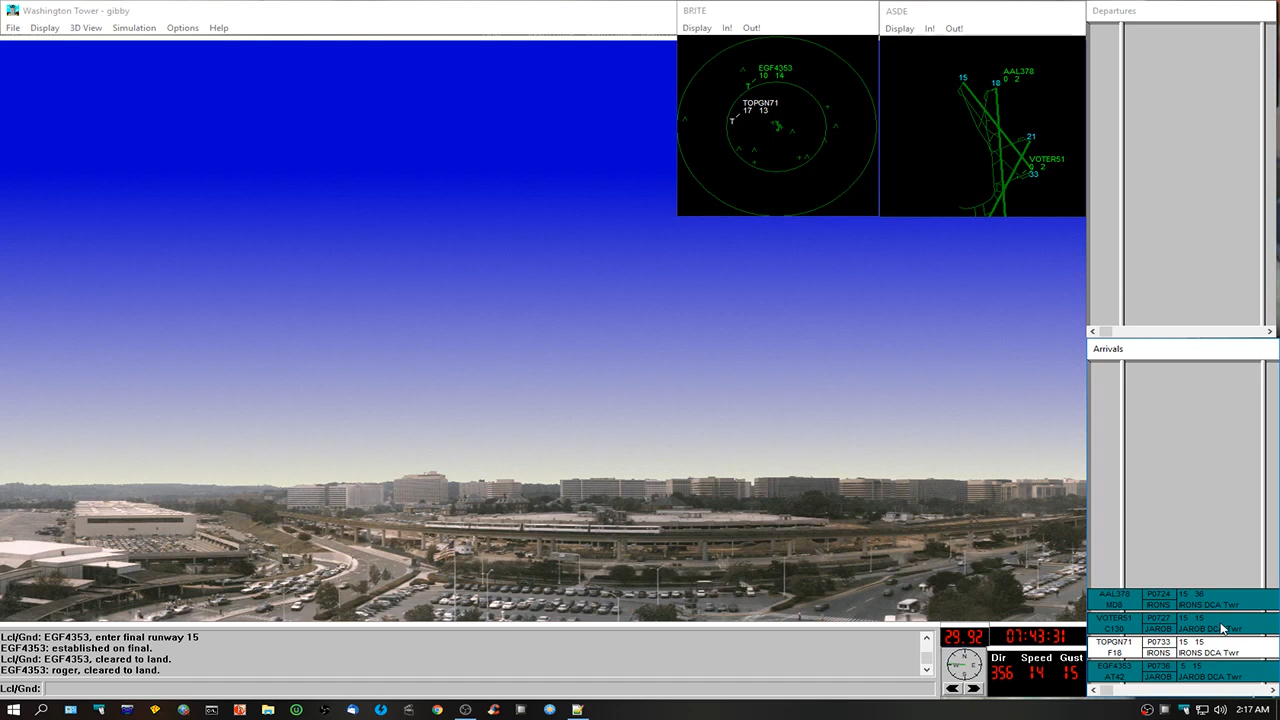 Washington Tower - gibby
File Display 3D View Simulation Options Help
BRITE
Display In! Out!
EGF4353
10 14
TOPGN71
17 13
T
T
ASDE
Display In! Out!
15
18
AAL378
0 2
21
VOTER51
0 2
33
Departures
Arrivals
AAL378 P0724 15 36
MD8 IRONS IRONS DCA Twr
VOTER51 P0727 15 15
C130 JAROB JAROB DCA Twr
TOPGN71 P0733 15 15
F18 IRONS IRONS DCA Twr
EGF4353 P0736 5 15
AT42 JAROB JAROB DCA Twr
Lcl/Gnd: EGF4353, enter final runway 15
EGF4353: established on final.
Lcl/Gnd: EGF4353, cleared to land.
EGF4353: roger, cleared to land.
Lcl/Gnd:
29.92 07:43:31
Dir Speed Gust
356 14 15
N
W E
S
2:17 AM